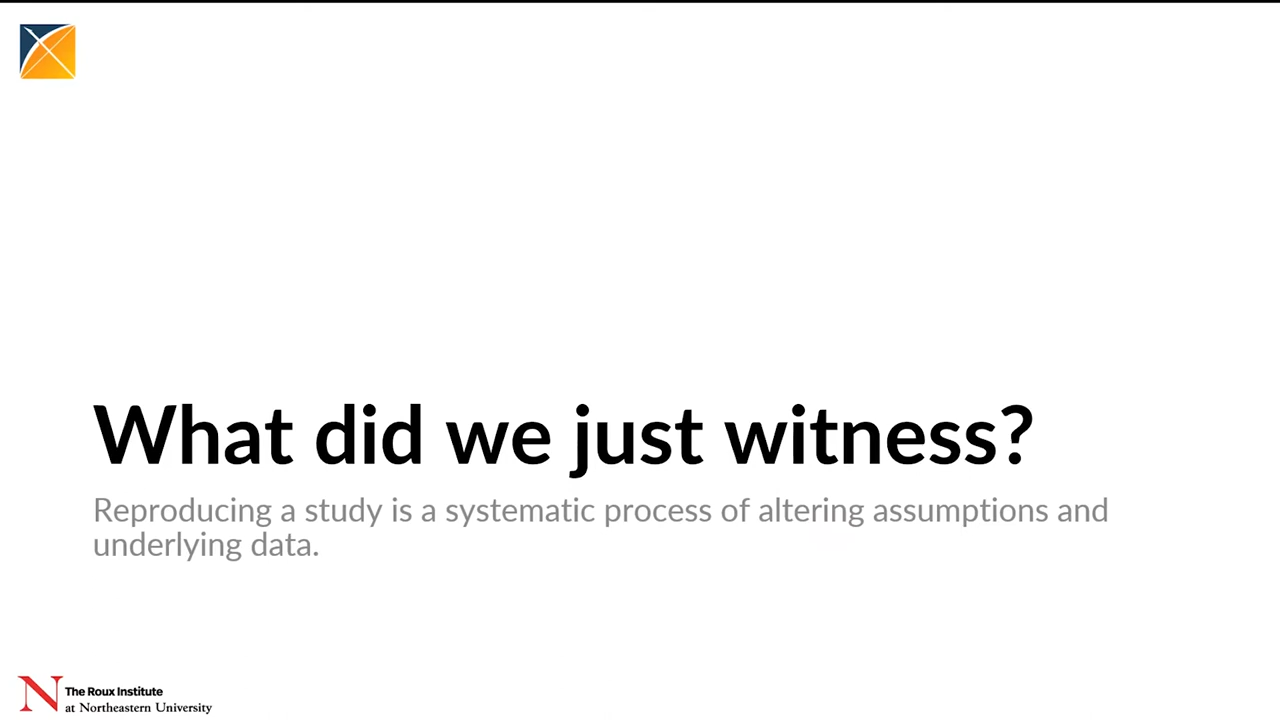 What did we just witness?
Reproducing a study is a systematic process of altering assumptions and
underlying data.
N The Roux Institute
at Northeastern University